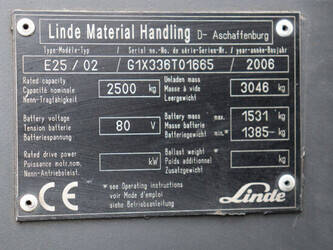 Linde Material Handling D- Aschaffenburg
Type-Modèle-Typ / Serial no.-No. de série-Serien-Nr. / year-année-Baujahr
E25 / 02 / G1X336T01665 / 2006
Rated capacity
Capacité nominale
Nenn-Tragfähigkeit
2500 kg
Unladen mass
Masse à vide
Leergewicht
3046 kg
Battery voltage
Tension batterie
Batteriespannung
80 V
Battery mass
Masse batterie
Batteriegewicht
max * 1531 kg
min * 1385- kg
Rated drive power
Puissance motr.nom.
Nenn-Antriebsleist.
kW
Ballast weight *
Poids additionnel
Zusatzgewicht
kg
CE
* see Operating instructions
voir Mode d'emploi
siehe Betriebsanleitung
Linde